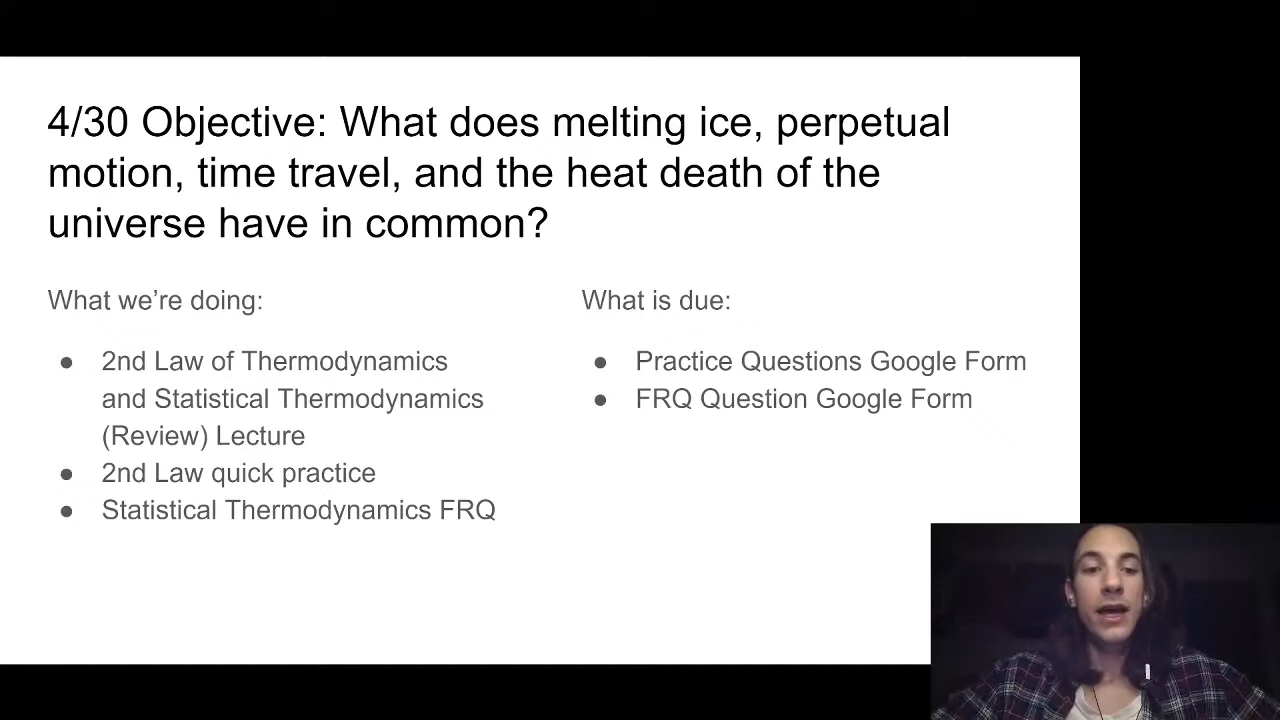 4/30 Objective: What does melting ice, perpetual
motion, time travel, and the heat death of the
universe have in common?
What we’re doing:
● 2nd Law of Thermodynamics
and Statistical Thermodynamics
(Review) Lecture
● 2nd Law quick practice
● Statistical Thermodynamics FRQ
What is due:
● Practice Questions Google Form
● FRQ Question Google Form